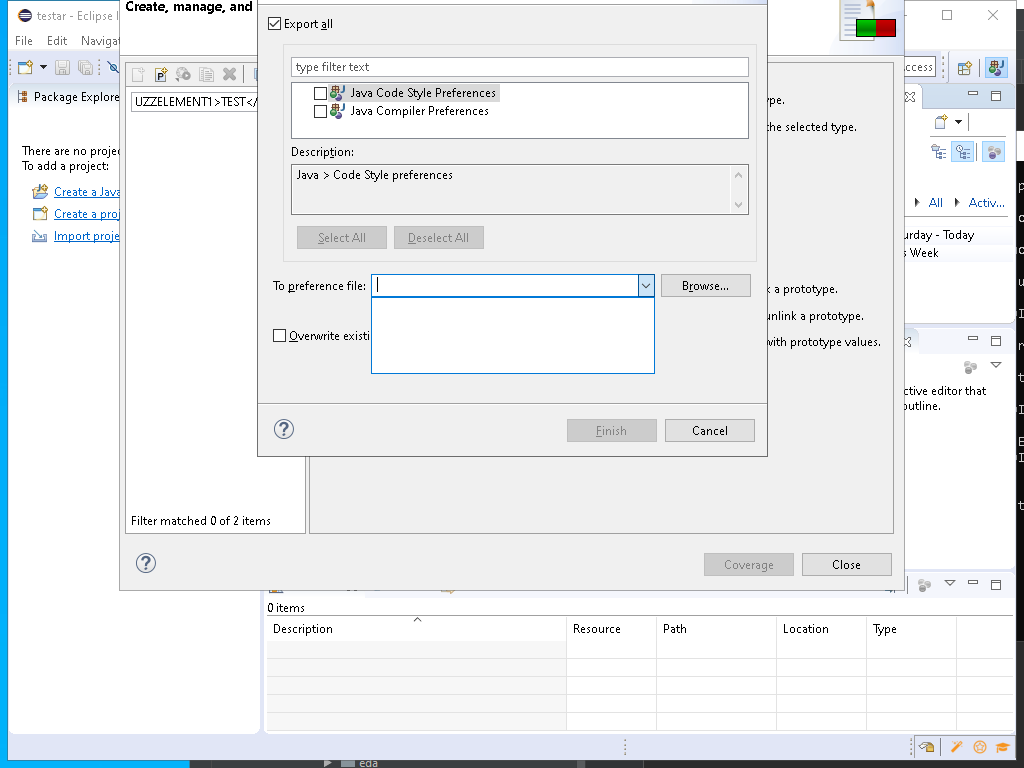 testar - Eclipse I
Create, manage, and
File Edit Navigat
Export all
type filter text
Java Code Style Preferences
Java Compiler Preferences
Description:
Java > Code Style preferences
Select All Deselect All
To preference file:
Browse...
Overwrite existi
Finish Cancel
Package Explore
UZZELEMENT1>TEST</
There are no projec
To add a project:
Create a Java
Create a proj
Import proje
Filter matched 0 of 2 items
ype.
the selected type.
k a prototype.
unlink a prototype.
with prototype values.
Coverage Close
ccess
All Activ...
urday - Today
s Week
ctive editor that
outline.
0 items
Description Resource Path Location Type
eda